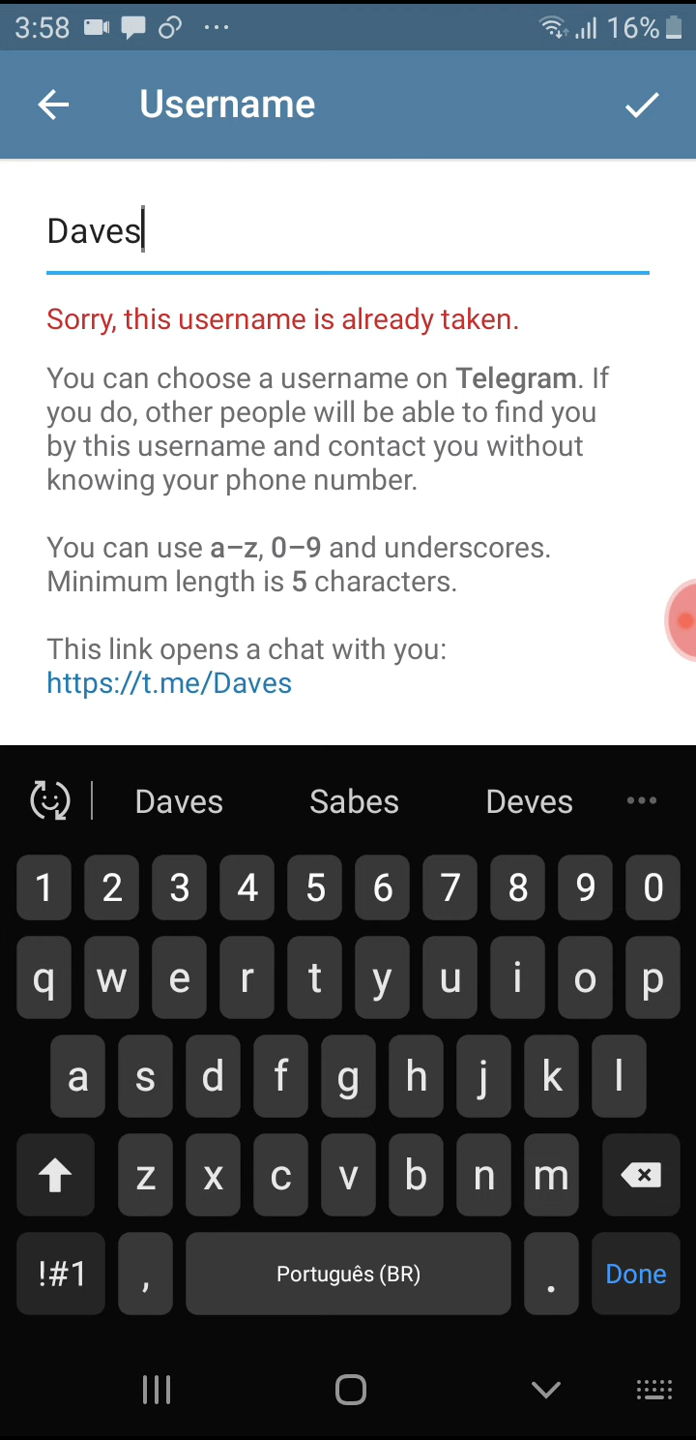 3:58 16%
Username
Daves
Sorry, this username is already taken.
You can choose a username on Telegram. If
you do, other people will be able to find you
by this username and contact you without
knowing your phone number.
You can use a–z, 0–9 and underscores.
Minimum length is 5 characters.
This link opens a chat with you:
https://t.me/Daves
Daves Sabes Deves
1 2 3 4 5 6 7 8 9 0
q w e r t y u i o p
a s d f g h j k l
z x c v b n m
!#1 , Português (BR) . Done